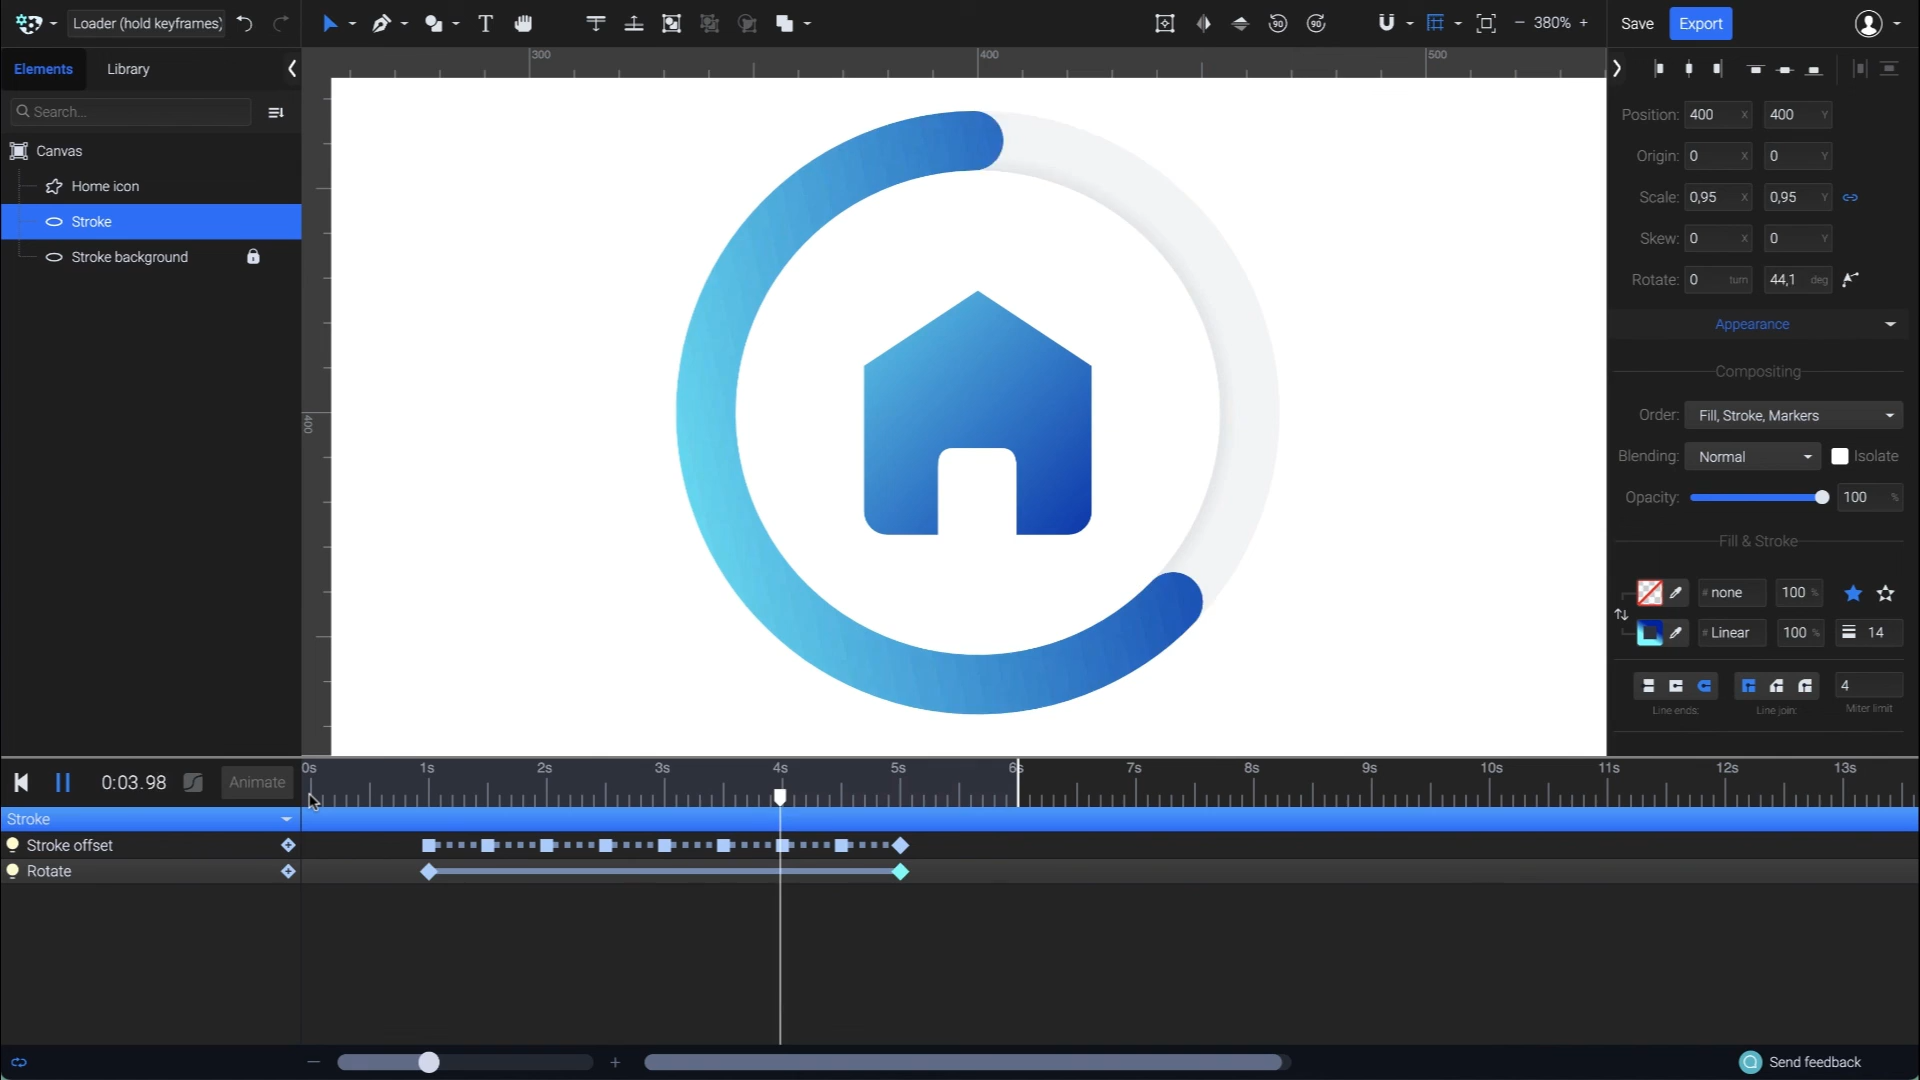 Loader (hold keyframes)
T
90
90
380%
Save
Export
Elements
Library
Search...
Canvas
Home icon
Stroke
Stroke background
300
400
500
400
Position: 400 X 400 Y
Origin: 0 X 0 Y
Scale: 0,95 X 0,95 Y
Skew: 0 X 0 Y
Rotate: 0 turn 44,1 deg
Appearance
Compositing
Order: Fill, Stroke, Markers
Blending: Normal Isolate
Opacity: 100 %
Fill & Stroke
# none 100 %
# Linear 100 % 14
4
Line ends: Line join: Miter limit
0:03.98
Animate
0s 1s 2s 3s 4s 5s 6s 7s 8s 9s 10s 11s 12s 13s
Stroke
Stroke offset
Rotate
Send feedback